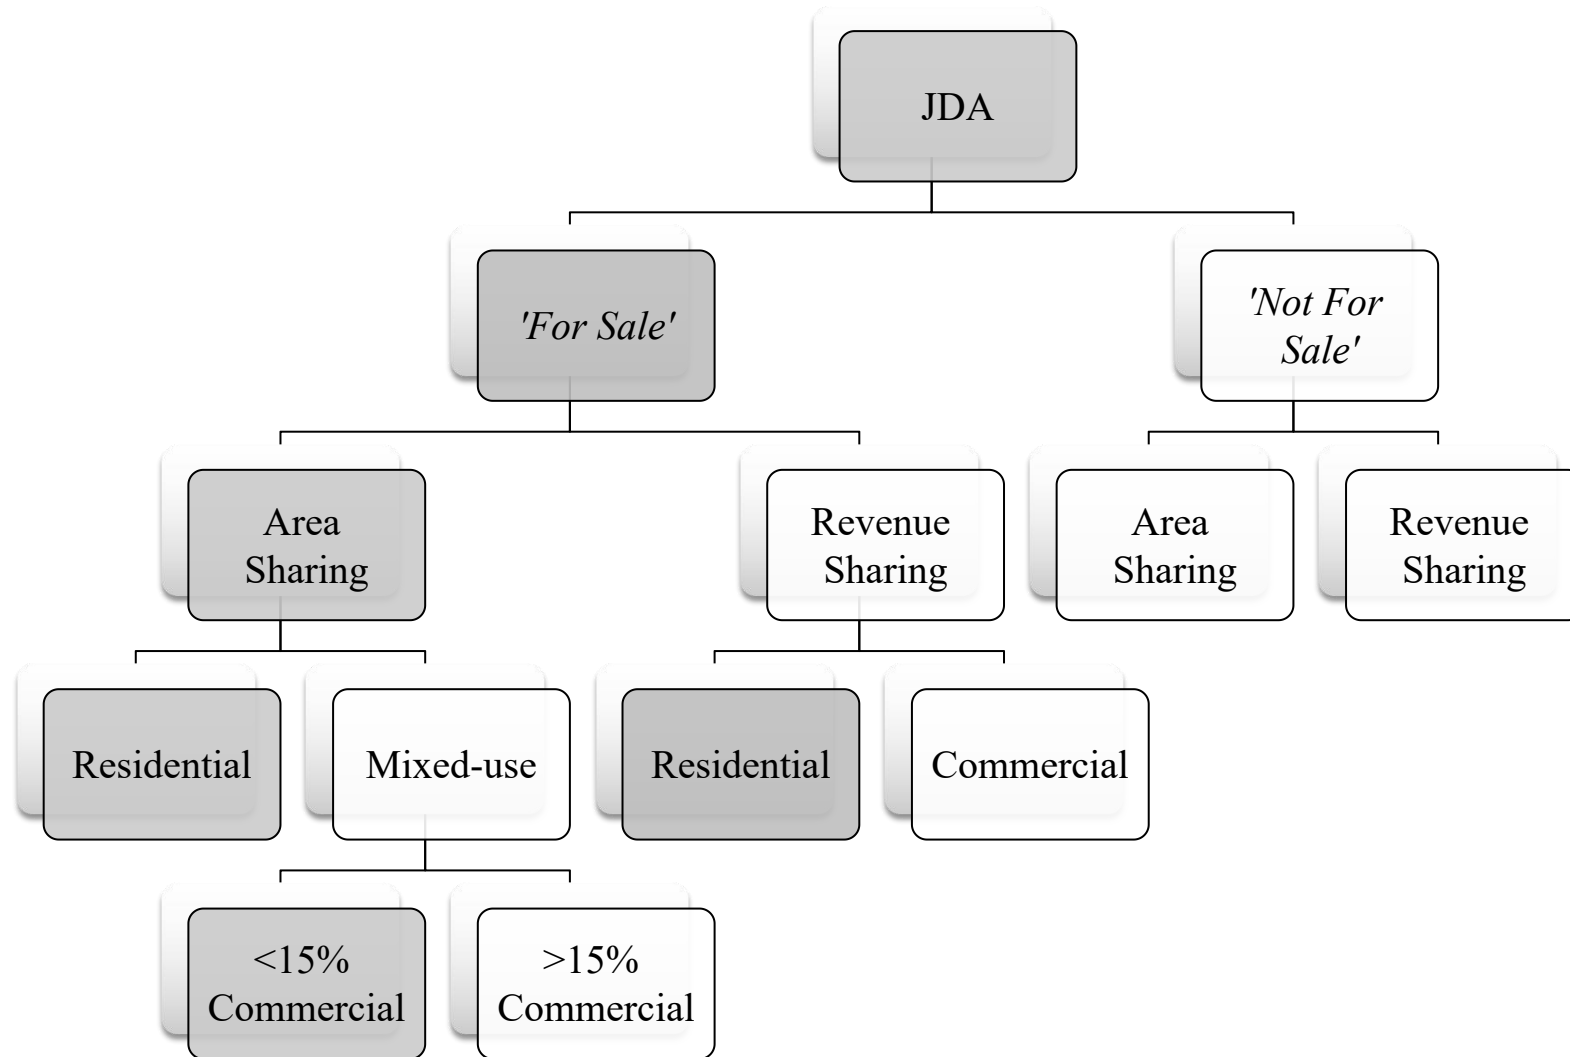 JDA
'For Sale'
'Not For
Sale'
Area
Sharing
Revenue
Sharing
Area
Sharing
Revenue
Sharing
Residential
Mixed-use
Residential
Commercial
<15%
Commercial
>15%
Commercial